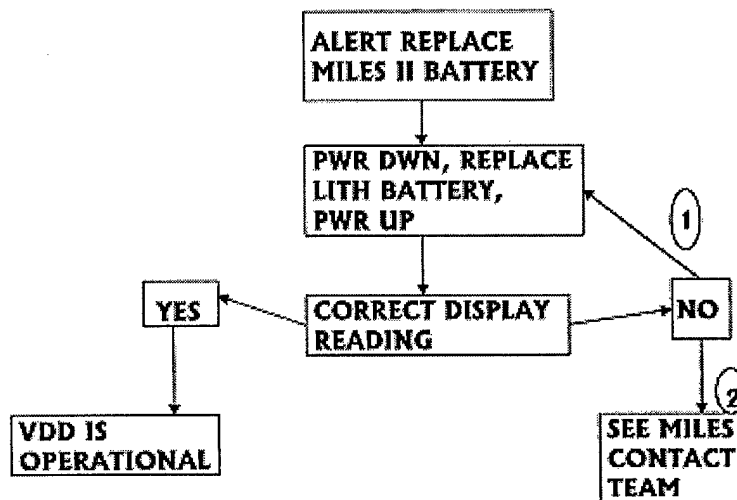 ALERT REPLACE
MILES II BATTERY
PWR DWN, REPLACE
LITH BATTERY,
PWR UP
1
YES
CORRECT DISPLAY
READING
NO
2
VDD IS
OPERATIONAL
SEE MILES
CONTACT
TEAM